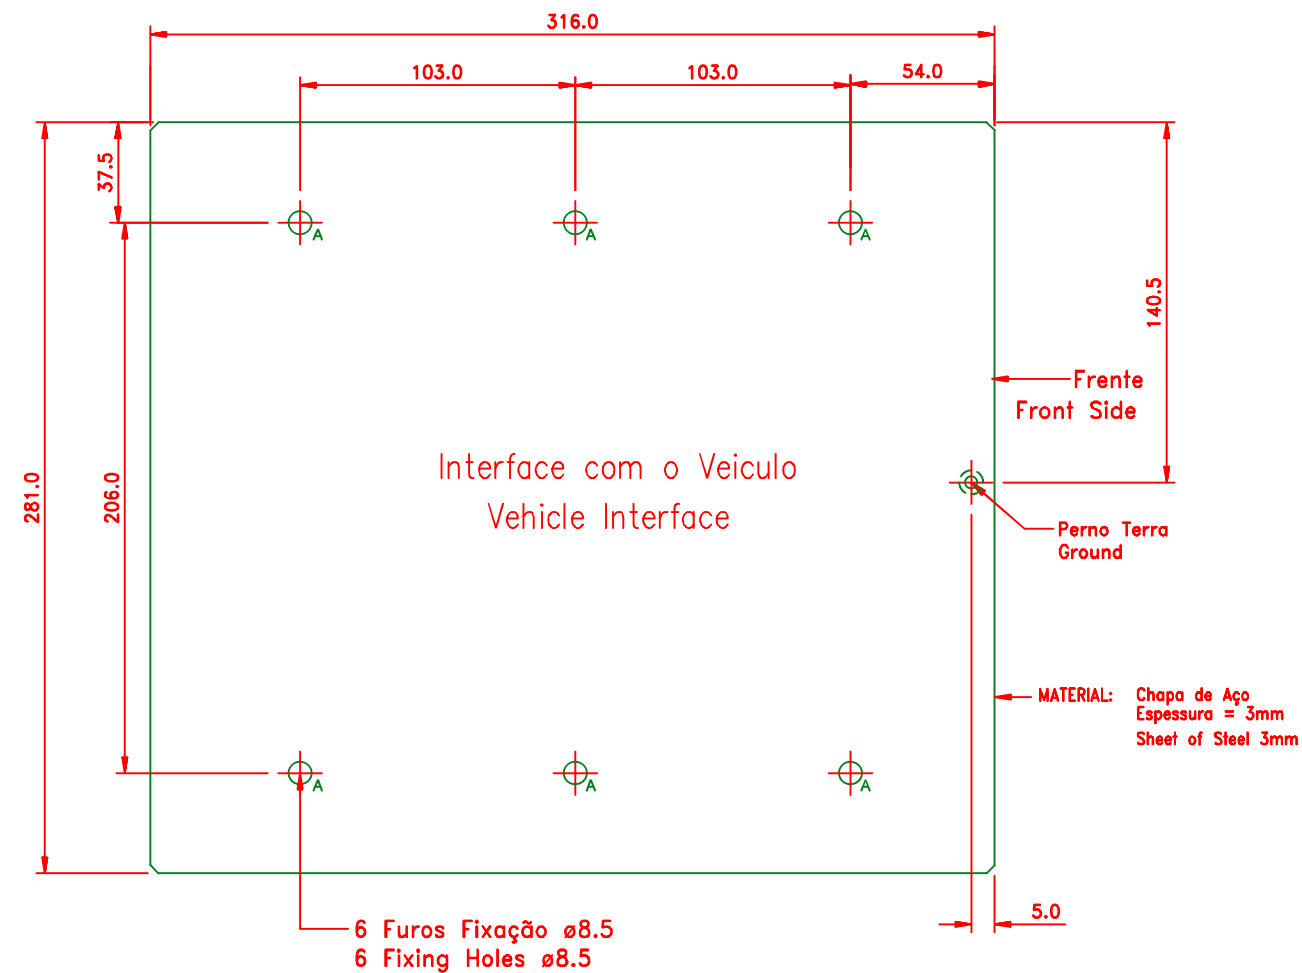 316.0
103.0
103.0
54.0
37.5
A
A
A
140.5
Frente
Front Side
Interface com o Veiculo
Vehicle Interface
281.0
206.0
Perno Terra
Ground
MATERIAL: Chapa de Aço
Espessura = 3mm
Sheet of Steel 3mm
A
A
A
5.0
6 Furos Fixação ø8.5
6 Fixing Holes ø8.5